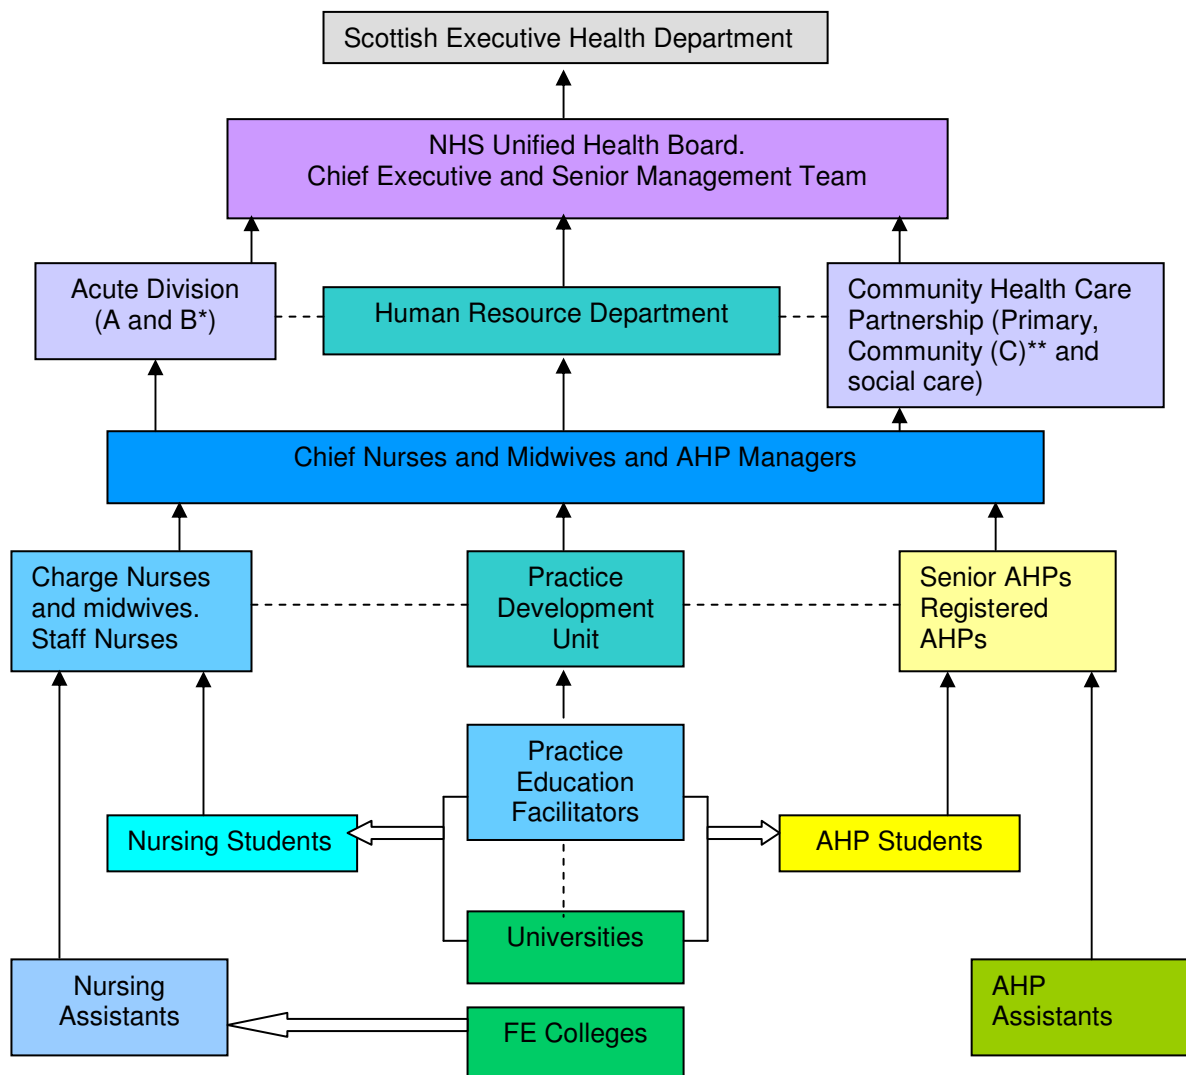 Scottish Executive Health Department
NHS Unified Health Board.
Chief Executive and Senior Management Team
Acute Division
(A and B*)
Human Resource Department
Community Health Care
Partnership (Primary,
Community (C)** and
social care)
Chief Nurses and Midwives and AHP Managers
Charge Nurses
and midwives.
Staff Nurses
Practice
Development
Unit
Senior AHPs
Registered
AHPs
Practice
Education
Facilitators
Nursing Students
AHP Students
Universities
Nursing
Assistants
FE Colleges
AHP
Assistants